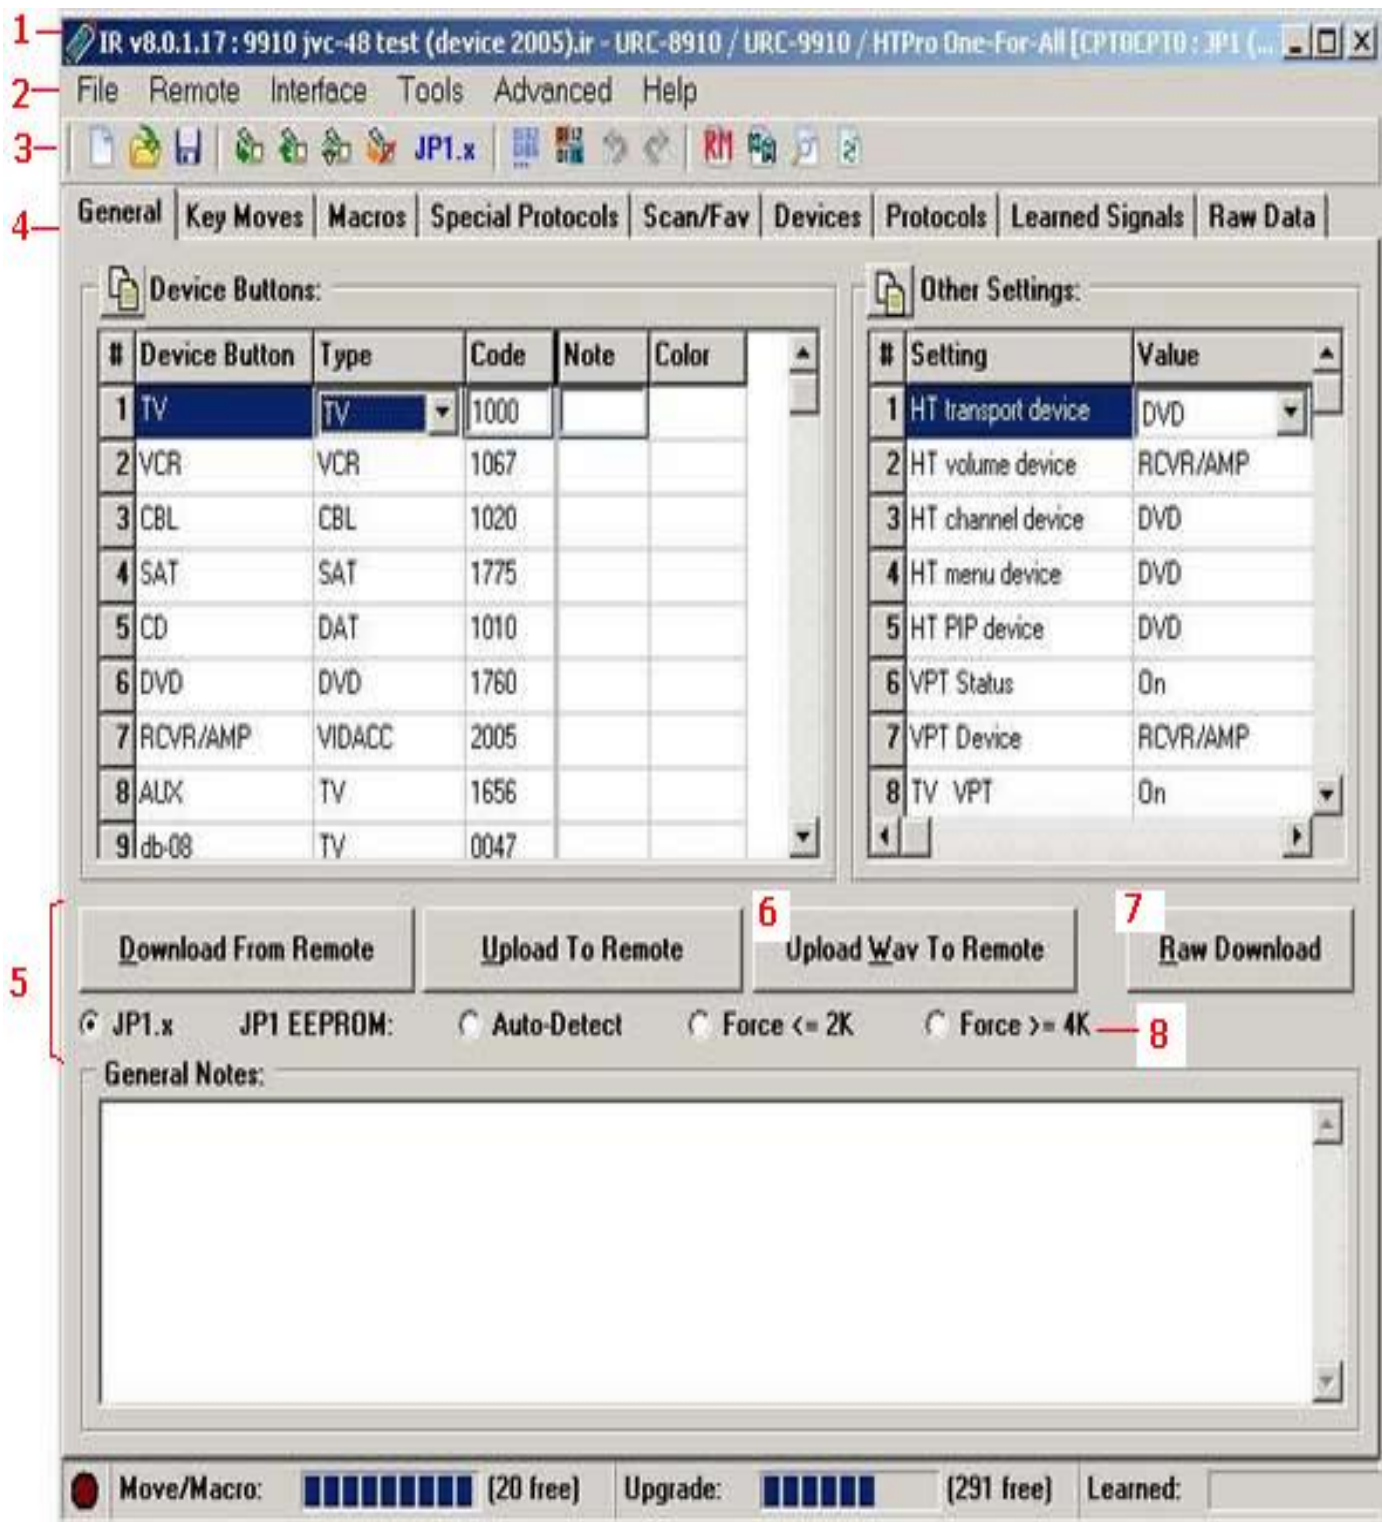 1 IR v8.0.1.17 : 9910 jvc-48 test (device 2005).ir - URC-8910 / URC-9910 / HTPro One-For-All [CPT0CPT0 : JP1 (...
2 File Remote Interface Tools Advanced Help
3 JP1.x RM
4 General Key Moves Macros Special Protocols Scan/Fav Devices Protocols Learned Signals Raw Data
Device Buttons:
# Device Button Type Code Note Color
1 TV TV 1000
2 VCR VCR 1067
3 CBL CBL 1020
4 SAT SAT 1775
5 CD DAT 1010
6 DVD DVD 1760
7 RCVR/AMP VIDACC 2005
8 AUX TV 1656
9 db-08 TV 0047
Other Settings:
# Setting Value
1 HT transport device DVD
2 HT volume device RCVR/AMP
3 HT channel device DVD
4 HT menu device DVD
5 HT PIP device DVD
6 VPT Status On
7 VPT Device RCVR/AMP
8 TV VPT On
6 7
5 Download From Remote Upload To Remote Upload Wav To Remote Raw Download
JP1.x JP1 EEPROM: Auto-Detect Force <= 2K Force >= 4K 8
General Notes:
Move/Macro: (20 free) Upgrade: (291 free) Learned: